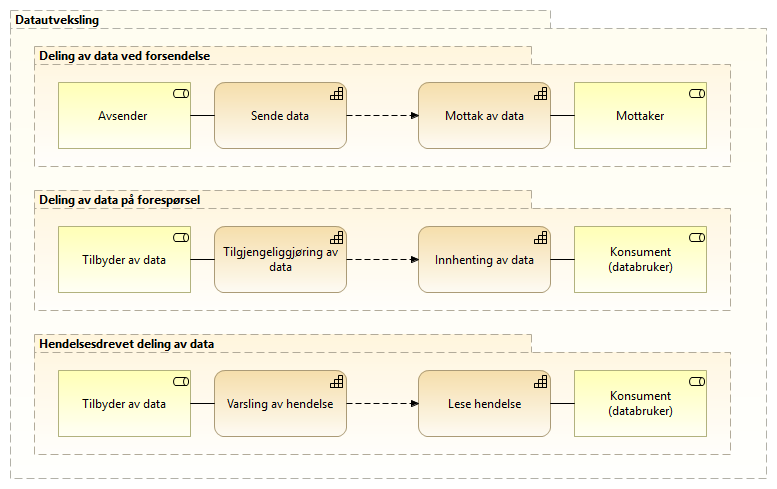 Datautveksling
Deling av data ved forsendelse
Avsender
Sende data
Mottak av data
Mottaker
Deling av data på forespørsel
Tilbyder av data
Tilgjengeliggjøring av
data
Innhenting av data
Konsument
(databruker)
Hendelsesdrevet deling av data
Tilbyder av data
Varsling av hendelse
Lese hendelse
Konsument
(databruker)